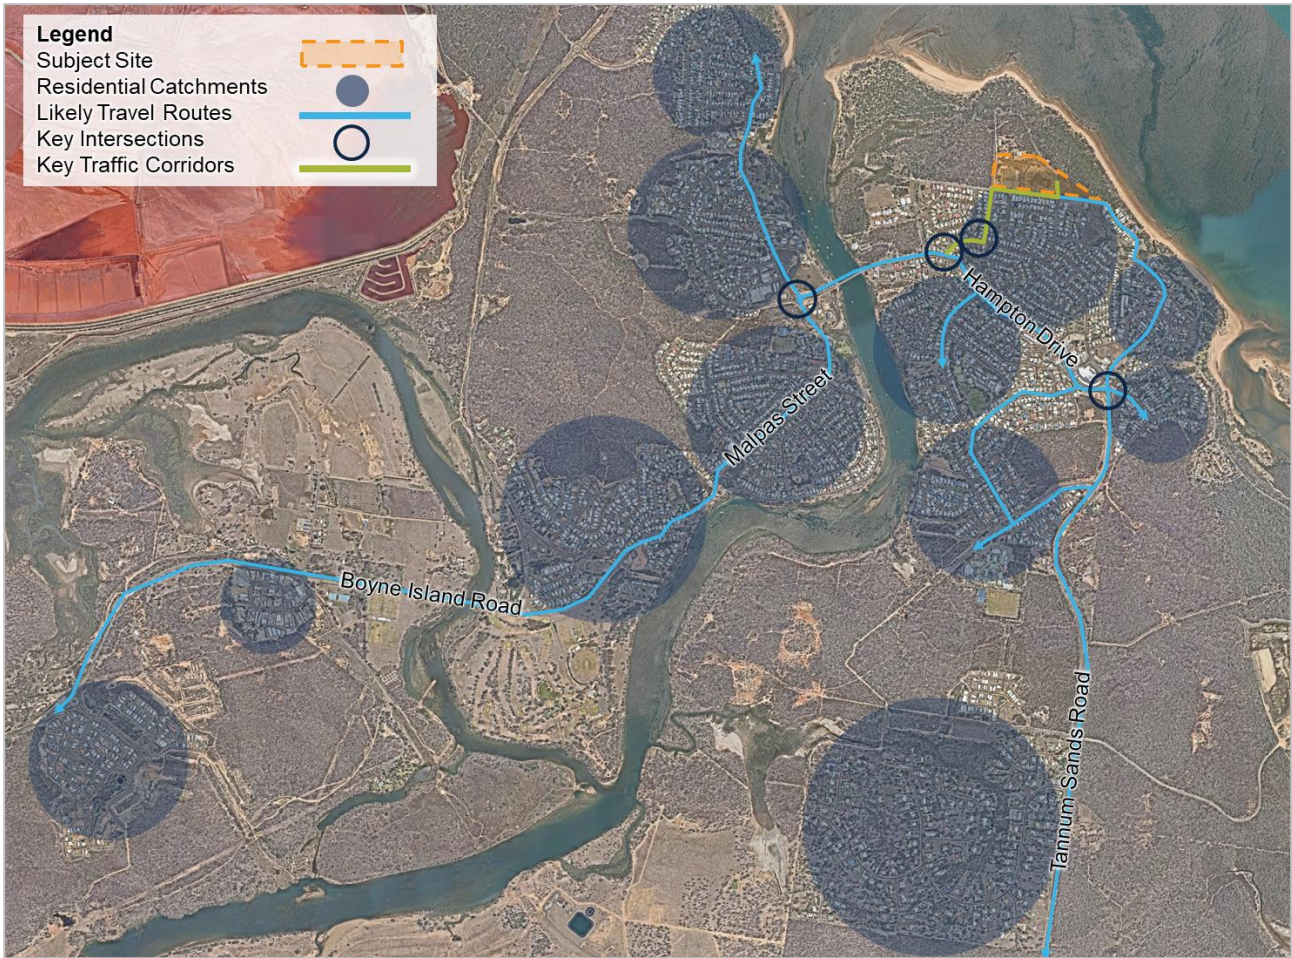 Legend
Subject Site
Residential Catchments
Likely Travel Routes
Key Intersections
Key Traffic Corridors
Hampton Drive
Malpas Street
Boyne Island Road
Tannum Sands Road